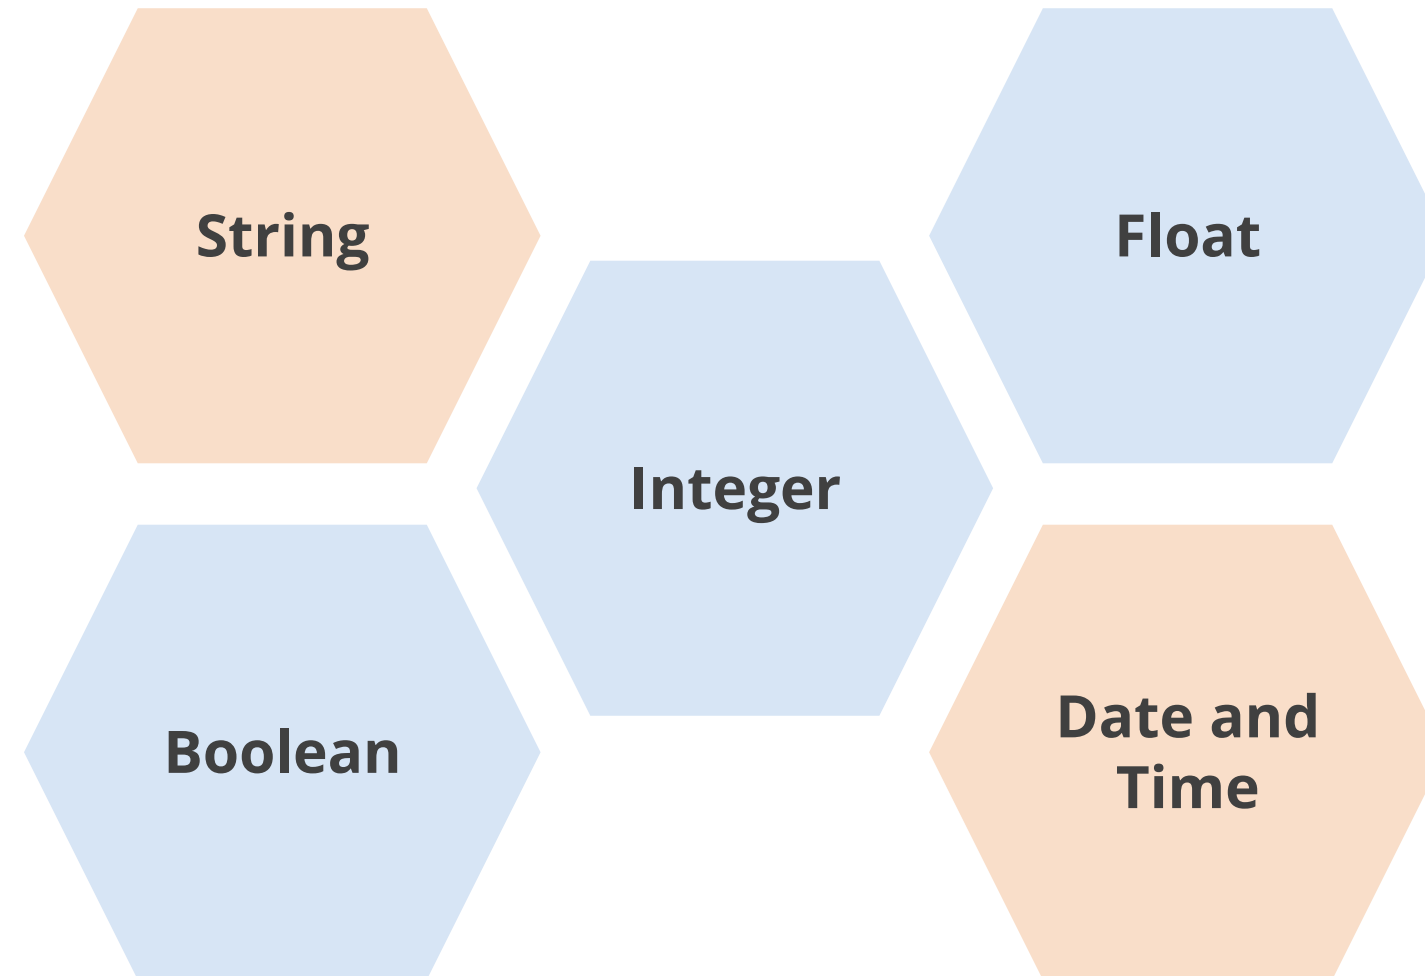 String
Float
Integer
Boolean
Date and
Time